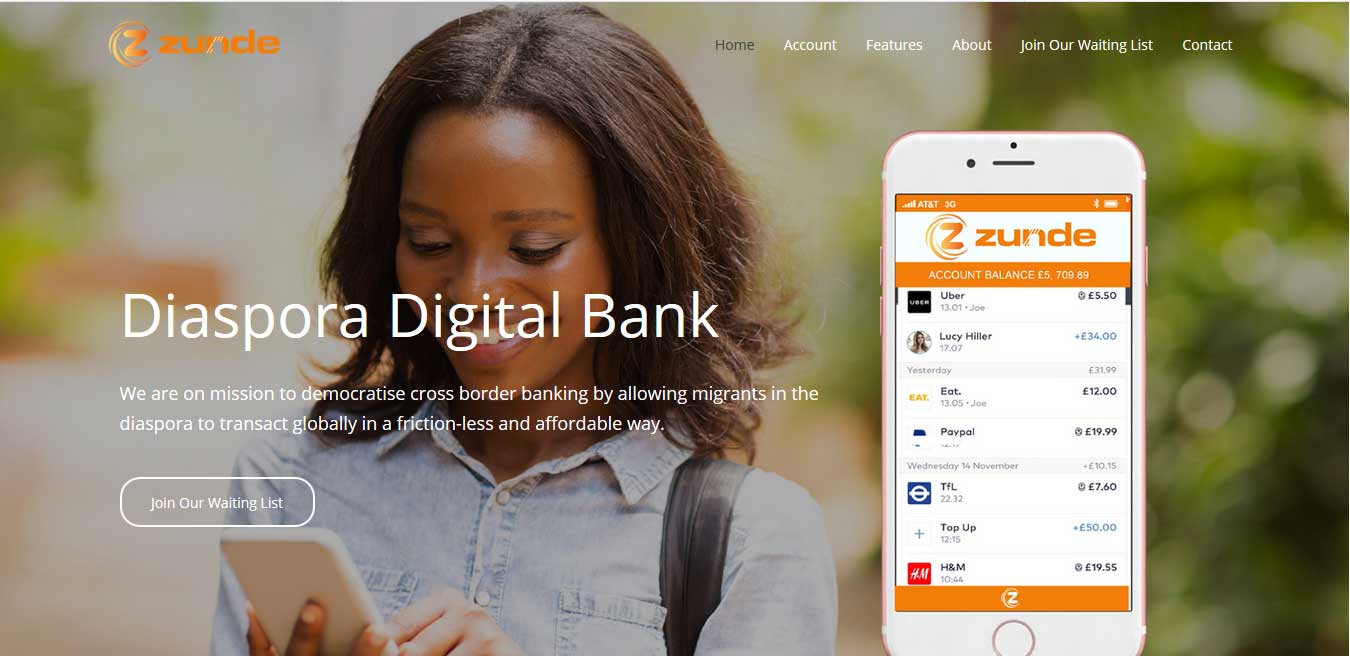 zunde
Home Account Features About Join Our Waiting List Contact
Diaspora Digital Bank
We are on mission to democratise cross border banking by allowing migrants in the
diaspora to transact globally in a friction-less and affordable way.
Join Our Waiting List
AT&T 3G
zunde
ACCOUNT BALANCE £5, 709.89
UBER Uber £5.50
13.01 • Joe
Lucy Hiller +£34.00
17.07
Yesterday £31.99
EAT. Eat. £12.00
13.05 • Joe
Paypal £19.99
Wednesday 14 November +£10.15
TfL £7.60
22.32
Top Up +£50.00
12:15
H&M H&M £19.55
10:44